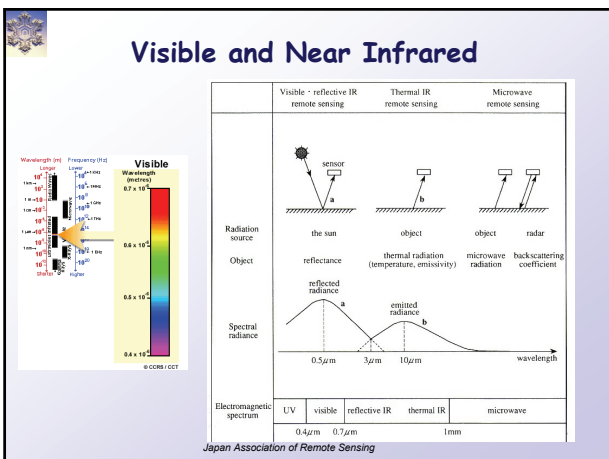 Visible and Near Infrared
Wavelength (m) Frequency (Hz)
Longer Lower
Shorter Higher
Visible
Wavelength
(metres)
0.7 x 10
0.6 x 10
0.5 x 10
0.4 x 10
© CCRS / CCT
Visible · reflective IR Thermal IR Microwave
remote sensing remote sensing remote sensing
sensor
a b
Radiation source the sun object object radar
Object reflectance thermal radiation (temperature, emissivity) microwave radiation backscattering coefficient
reflected radiance
a
emitted radiance
b
Spectral radiance
0.5μm 3μm 10μm wavelength
Electromagnetic spectrum UV visible reflective IR thermal IR microwave
0.4μm 0.7μm 1mm
Japan Association of Remote Sensing